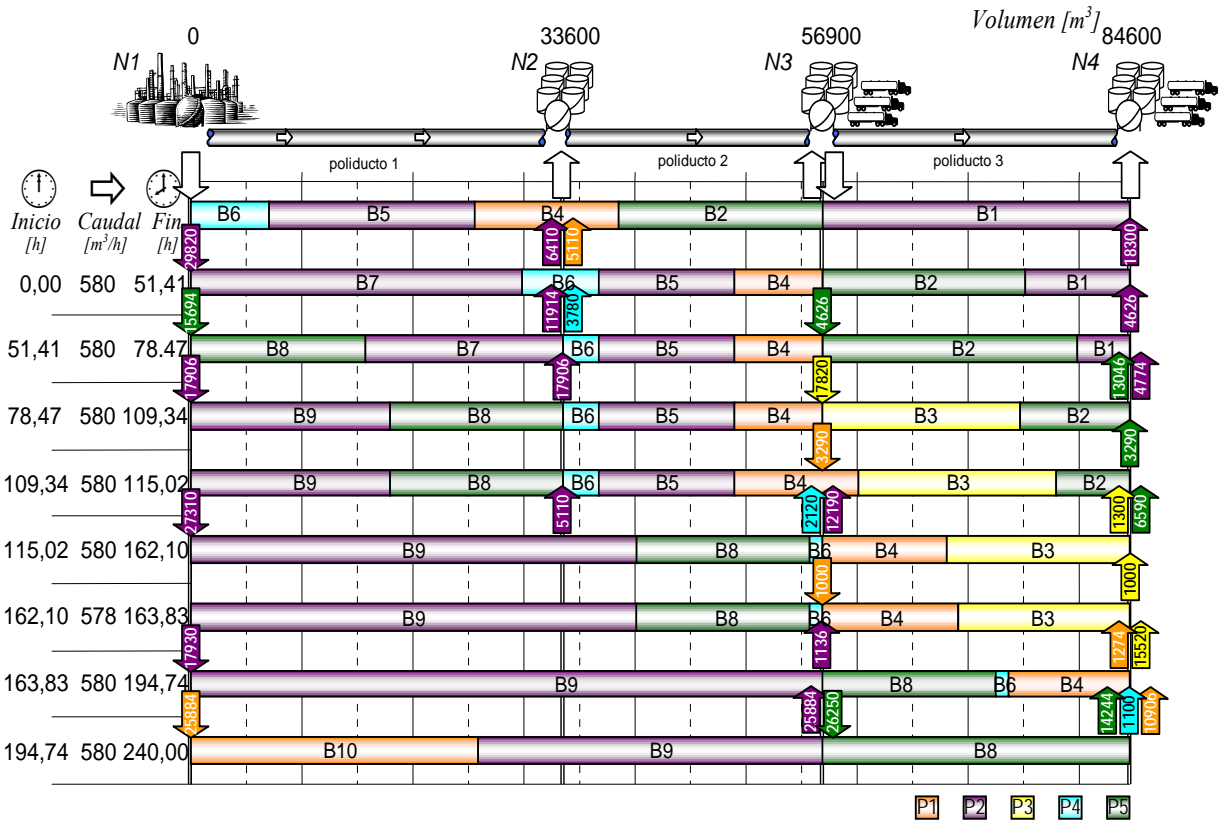 Volumen [m³]
0 33600 56900 84600
N1 N2 N3 N4
poliducto 1 poliducto 2 poliducto 3
Inicio Caudal Fin
[h] [m³/h] [h]
B6 B5 B4 B2 B1
29820 6410 5110 18300
0,00 580 51,41 B7 B6 B5 B4 B2 B1
15694 11914 3780 4626 4626
51,41 580 78.47 B8 B7 B6 B5 B4 B2 B1
17906 17906 17820 13046 4774
78,47 580 109,34 B9 B8 B6 B5 B4 B3 B2
3290 3290
109,34 580 115,02 B9 B8 B6 B5 B4 B3 B2
27310 5110 2120 12190 1300 6590
115,02 580 162,10 B9 B8 B6 B4 B3
1000 1000
162,10 578 163,83 B9 B8 B6 B4 B3
17930 1136 1274 15520
163,83 580 194,74 B9 B8 B6 B4
25884 25884 26250 14244 1100 10906
194,74 580 240,00 B10 B9 B8
P1 P2 P3 P4 P5